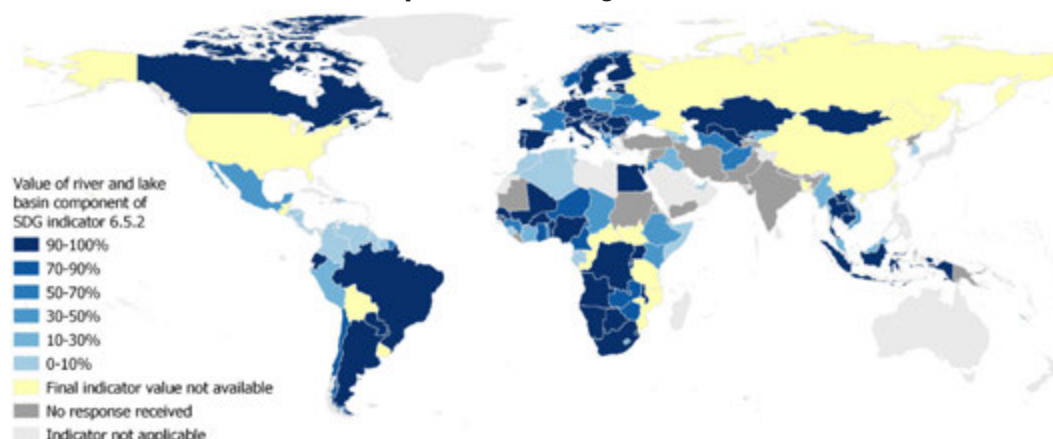 Value of river and lake
basin component of
SDG indicator 6.5.2
90-100%
70-90%
50-70%
30-50%
10-30%
0-10%
Final indicator value not available
No response received
Indicator not applicable